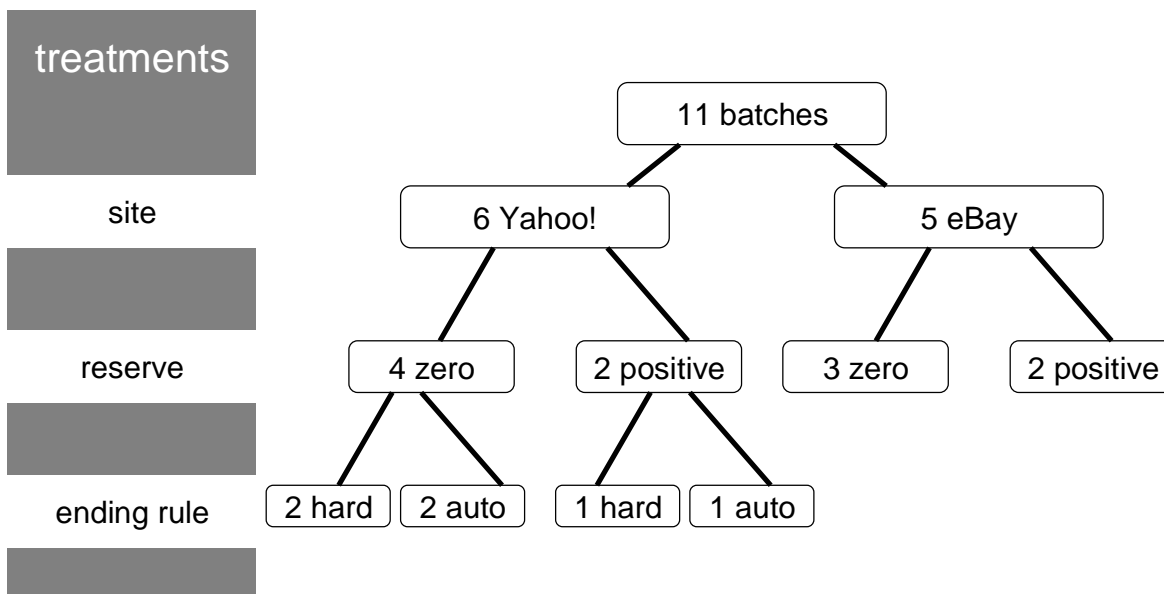 treatments
11 batches
site
6 Yahoo!
5 eBay
reserve
4 zero
2 positive
3 zero
2 positive
ending rule
2 hard
2 auto
1 hard
1 auto